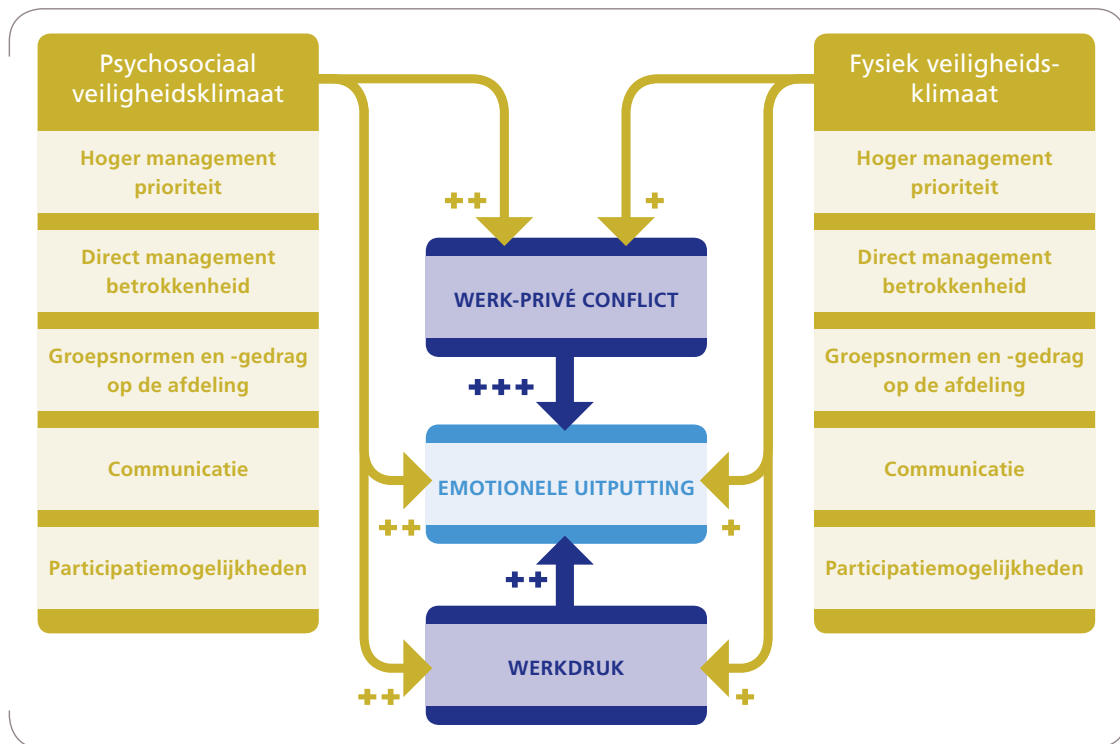 Psychosociaal
veiligheidsklimaat
Hoger management
prioriteit
Direct management
betrokkenheid
Groepsnormen en -gedrag
op de afdeling
Communicatie
Participatiemogelijkheden
++
+
WERK-PRIVÉ CONFLICT
+++
EMOTIONELE UITPUTTING
++
+
++
WERKDRUK
++
+
Fysiek veiligheids-
klimaat
Hoger management
prioriteit
Direct management
betrokkenheid
Groepsnormen en -gedrag
op de afdeling
Communicatie
Participatiemogelijkheden